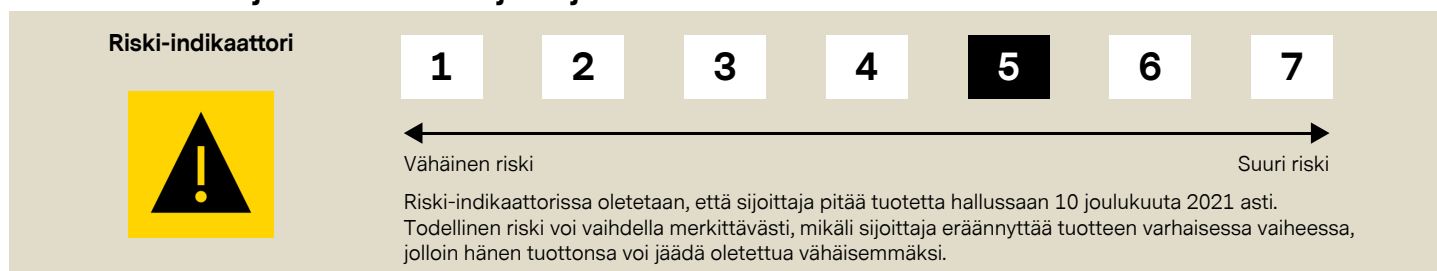 Riski-indikaattori
1 2 3 4 5 6 7
Vähäinen riski Suuri riski
Riski-indikaattorissa oletetaan, että sijoittaja pitää tuotetta hallussaan 10 joulukuuta 2021 asti.
Todellinen riski voi vaihdella merkittävästi, mikäli sijoittaja eräännyttää tuotteen varhaisessa vaiheessa,
jolloin hänen tuottonsa voi jäädä oletettua vähäisemmäksi.